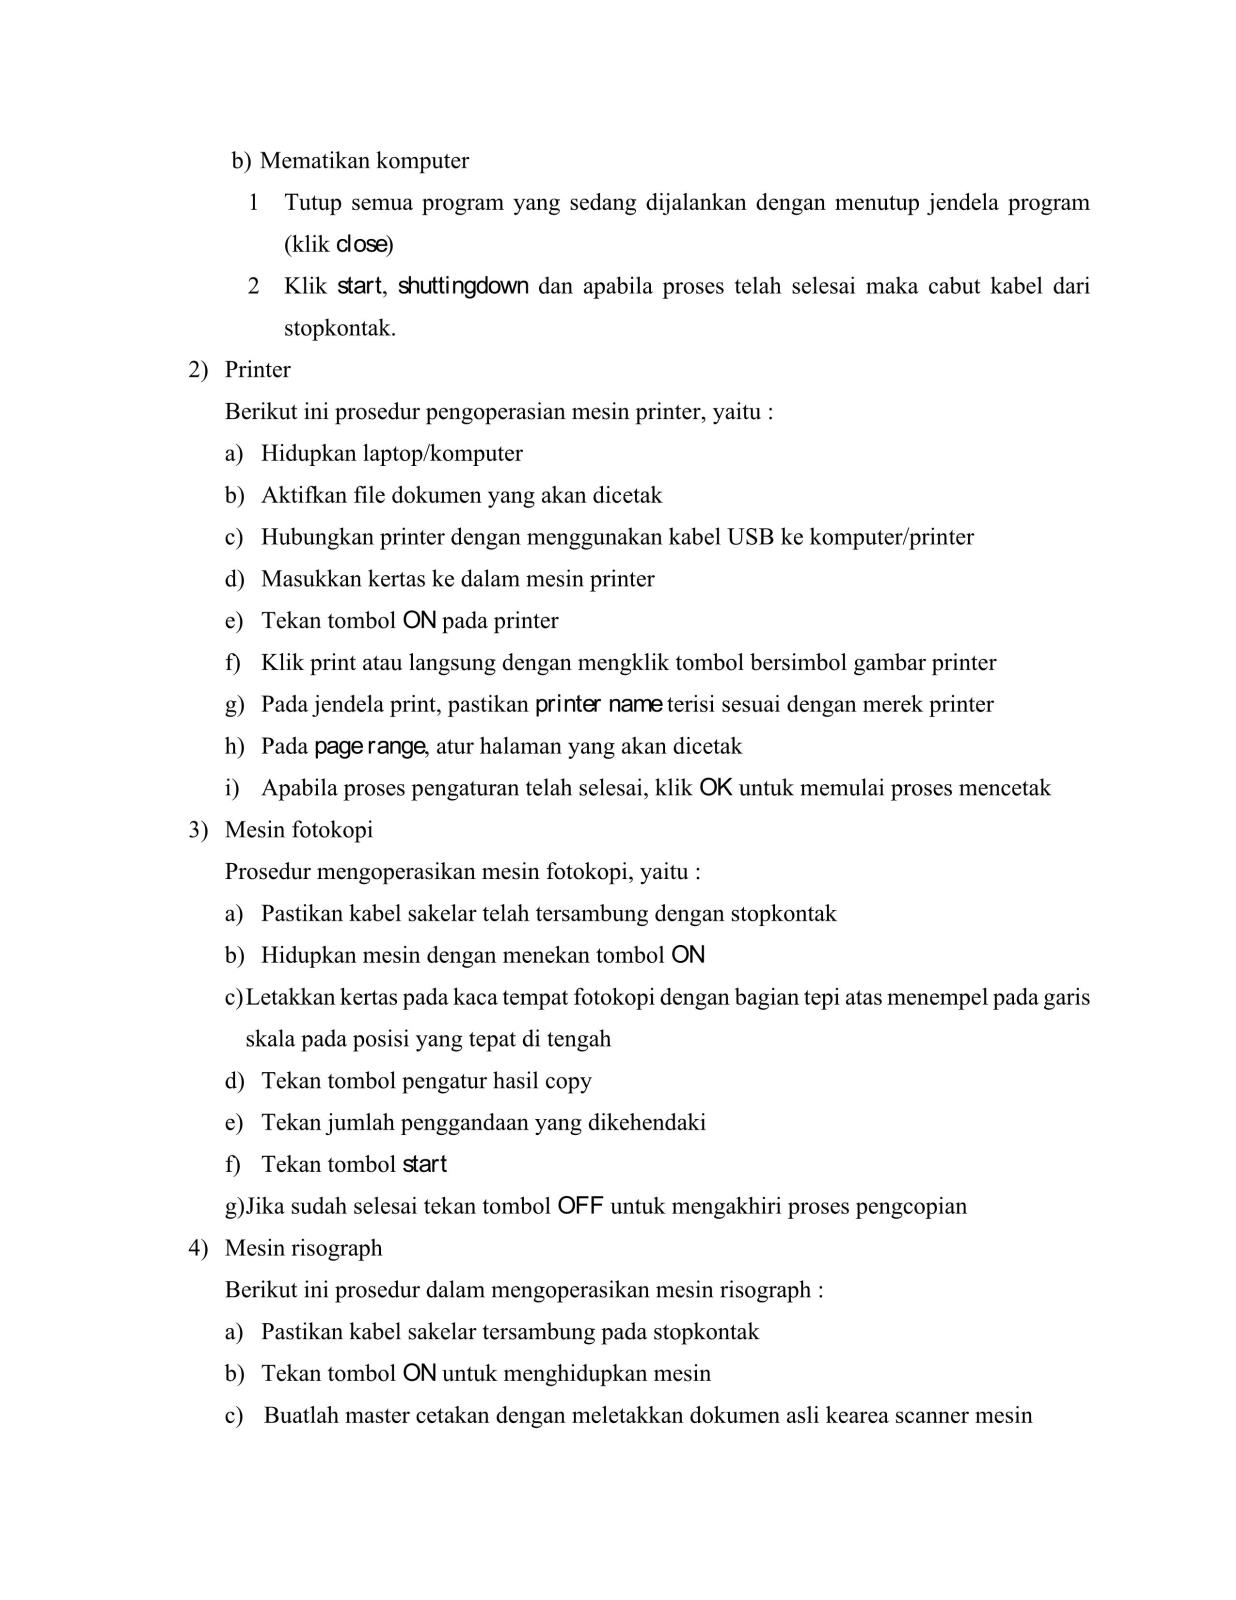 b) Mematikan komputer
1 Tutup semua program yang sedang dijalankan dengan menutup jendela program
(klik close)
2 Klik start, shuttingdown dan apabila proses telah selesai maka cabut kabel dari
stopkontak.
2) Printer
Berikut ini prosedur pengoperasian mesin printer, yaitu :
a) Hidupkan laptop/komputer
b) Aktifkan file dokumen yang akan dicetak
c) Hubungkan printer dengan menggunakan kabel USB ke komputer/printer
d) Masukkan kertas ke dalam mesin printer
e) Tekan tombol ON pada printer
f) Klik print atau langsung dengan mengklik tombol bersimbol gambar printer
g) Pada jendela print, pastikan printer name terisi sesuai dengan merek printer
h) Pada page range, atur halaman yang akan dicetak
i) Apabila proses pengaturan telah selesai, klik OK untuk memulai proses mencetak
3) Mesin fotokopi
Prosedur mengoperasikan mesin fotokopi, yaitu :
a) Pastikan kabel sakelar telah tersambung dengan stopkontak
b) Hidupkan mesin dengan menekan tombol ON
c)Letakkan kertas pada kaca tempat fotokopi dengan bagian tepi atas menempel pada garis
skala pada posisi yang tepat di tengah
d) Tekan tombol pengatur hasil copy
e) Tekan jumlah penggandaan yang dikehendaki
f) Tekan tombol start
g)Jika sudah selesai tekan tombol OFF untuk mengakhiri proses pengcopian
4) Mesin risograph
Berikut ini prosedur dalam mengoperasikan mesin risograph :
a) Pastikan kabel sakelar tersambung pada stopkontak
b) Tekan tombol ON untuk menghidupkan mesin
c) Buatlah master cetakan dengan meletakkan dokumen asli kearea scanner mesin